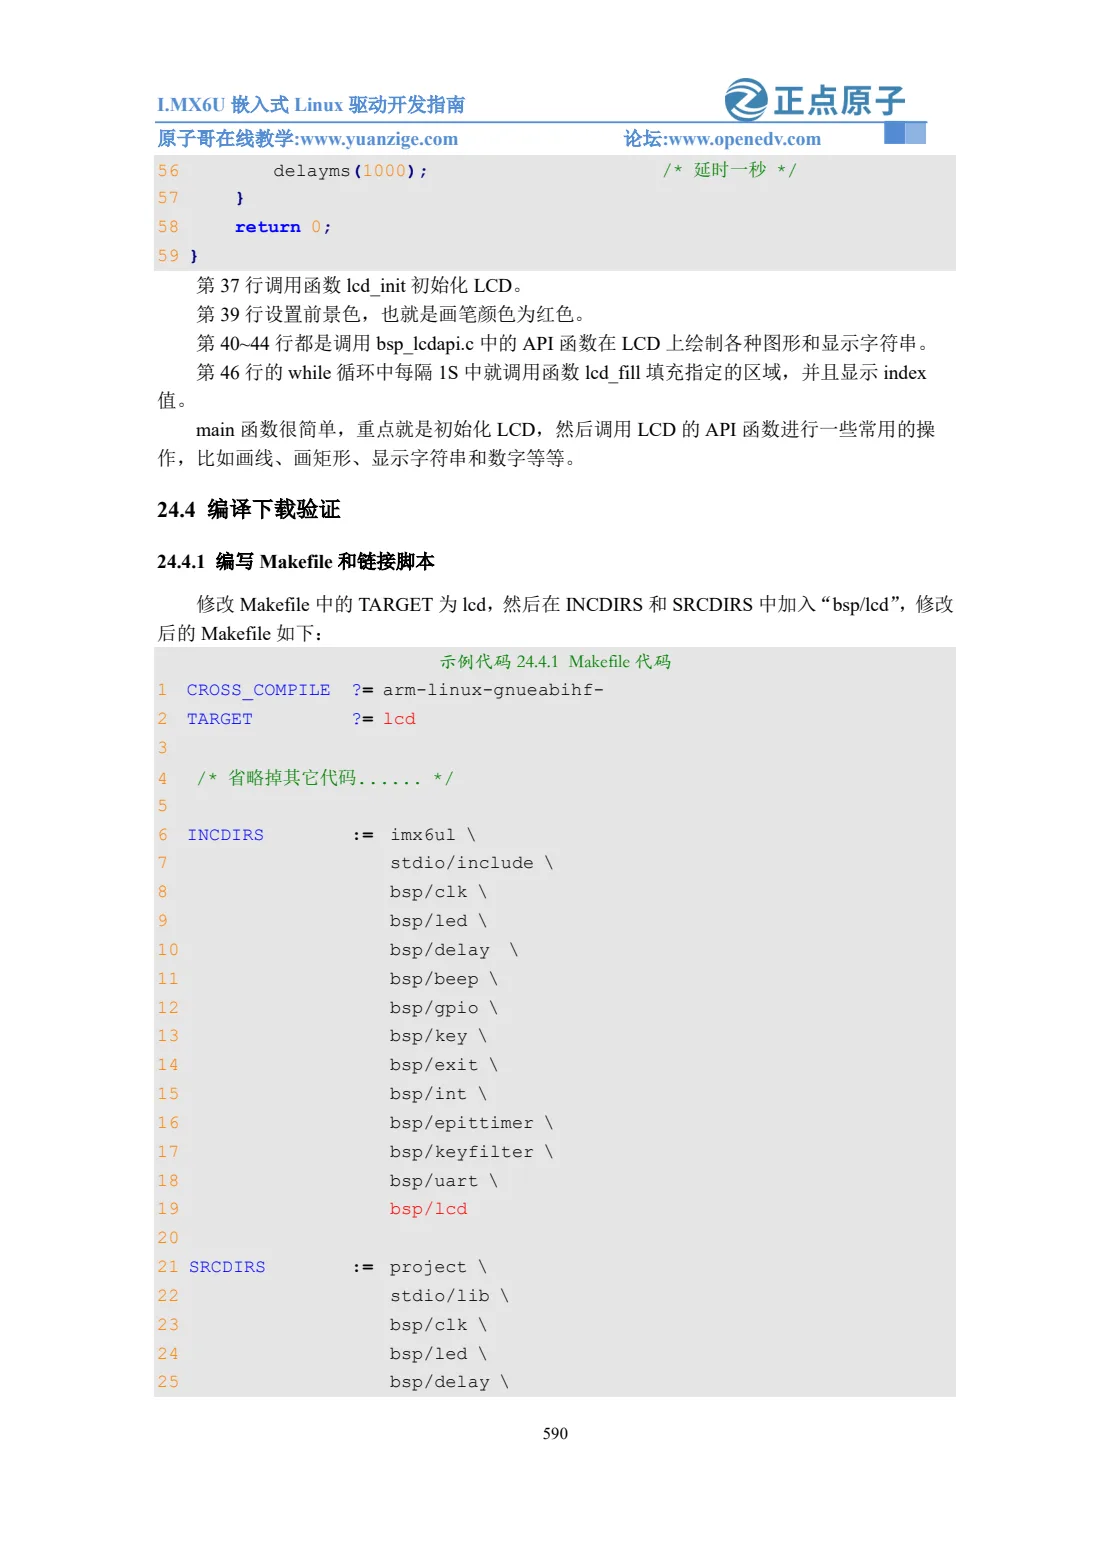 I.MX6U 嵌入式 Linux 驱动开发指南
正点原子
原子哥在线教学:www.yuanzige.com 论坛:www.openedv.com
56 delayms(1000); /* 延时一秒 */
57 }
58 return 0;
59 }
第 37 行调用函数 lcd_init 初始化 LCD。
第 39 行设置前景色，也就是画笔颜色为红色。
第 40~44 行都是调用 bsp_lcdapi.c 中的 API 函数在 LCD 上绘制各种图形和显示字符串。
第 46 行的 while 循环中每隔 1S 中就调用函数 lcd_fill 填充指定的区域，并且显示 index
值。
main 函数很简单，重点就是初始化 LCD，然后调用 LCD 的 API 函数进行一些常用的操
作，比如画线、画矩形、显示字符串和数字等等。
24.4 编译下载验证
24.4.1 编写 Makefile 和链接脚本
修改 Makefile 中的 TARGET 为 lcd，然后在 INCDIRS 和 SRCDIRS 中加入“bsp/lcd”，修改
后的 Makefile 如下：
示例代码 24.4.1 Makefile 代码
1 CROSS_COMPILE ?= arm-linux-gnueabihf-
2 TARGET ?= lcd
3
4 /* 省略掉其它代码...... */
5
6 INCDIRS := imx6ul \
7 stdio/include \
8 bsp/clk \
9 bsp/led \
10 bsp/delay \
11 bsp/beep \
12 bsp/gpio \
13 bsp/key \
14 bsp/exit \
15 bsp/int \
16 bsp/epittimer \
17 bsp/keyfilter \
18 bsp/uart \
19 bsp/lcd
20
21 SRCDIRS := project \
22 stdio/lib \
23 bsp/clk \
24 bsp/led \
25 bsp/delay \
590